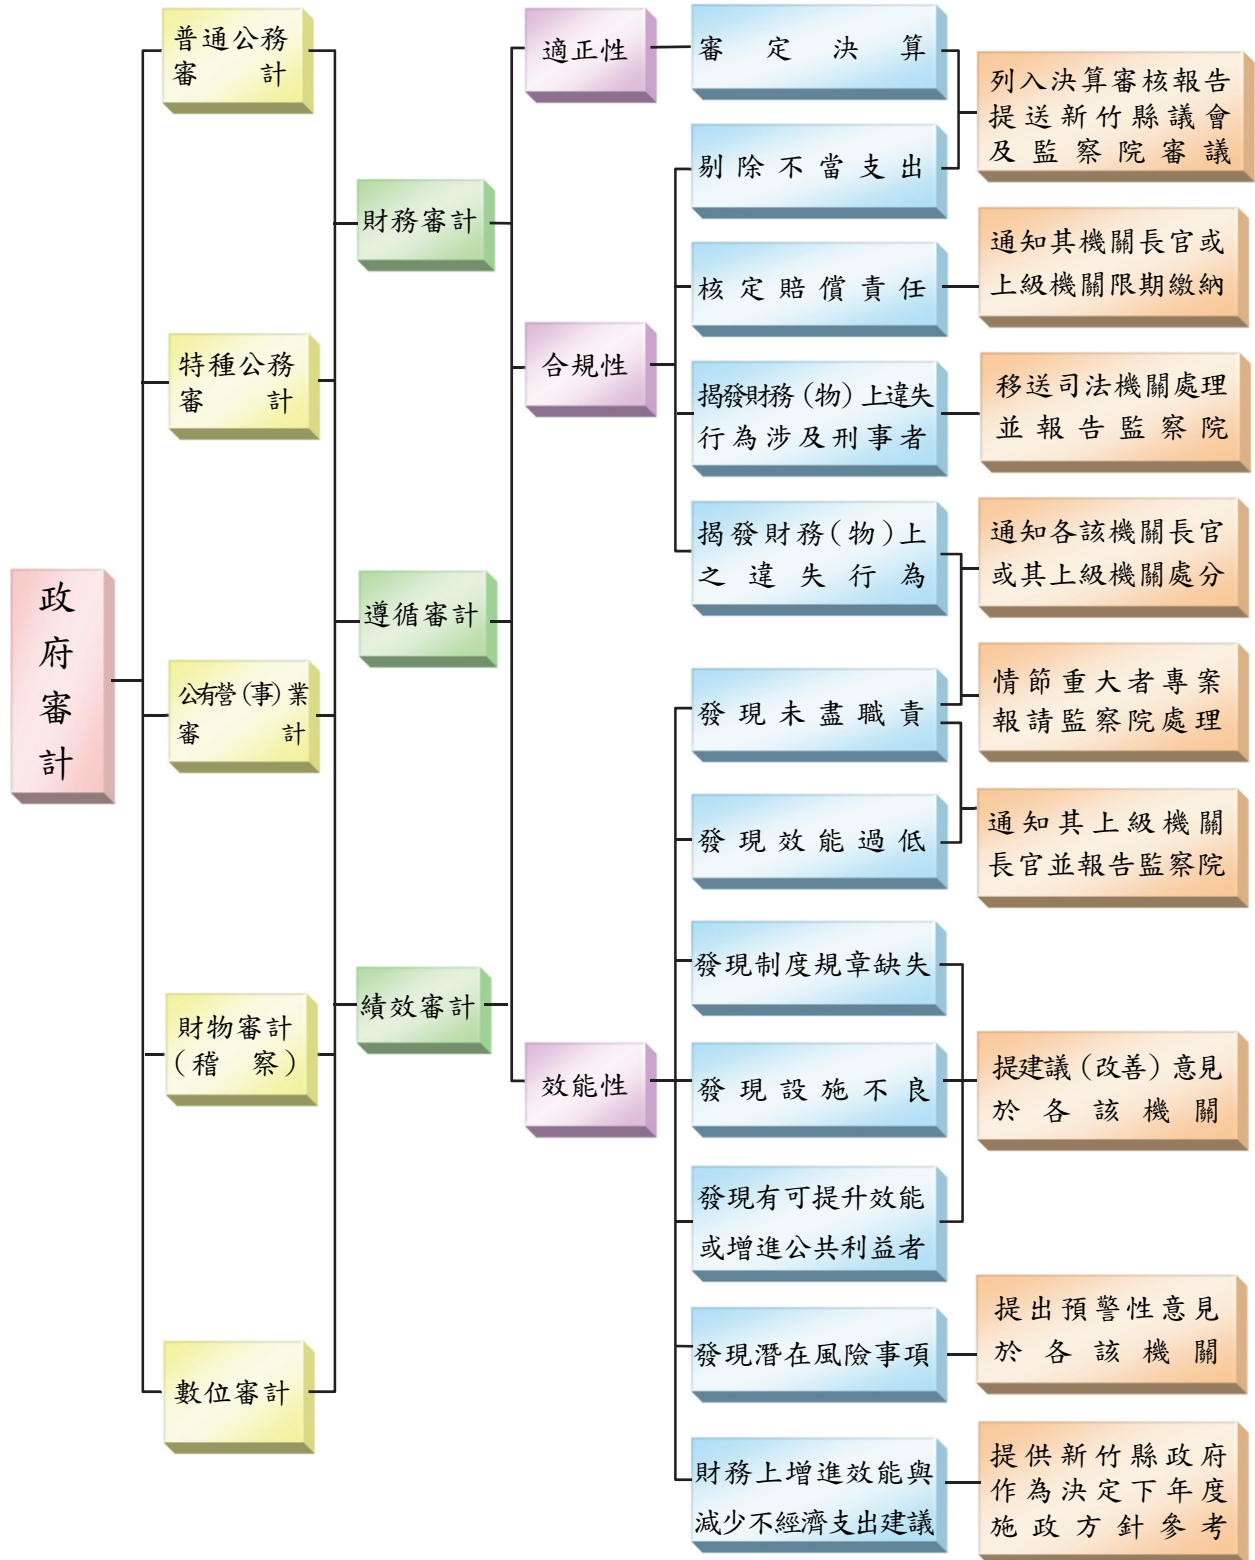 政
府
審
計
普通公務
審計
特種公務
審計
公有營(事)業
審計
財物審計
(稽察)
數位審計
財務審計
遵循審計
績效審計
適正性
合規性
效能性
審定決算
剔除不當支出
核定賠償責任
揭發財務(物)上違失
行為涉及刑事者
揭發財務(物)上
之違失行為
發現未盡職責
發現效能過低
發現制度規章缺失
發現設施不良
發現有可提升效能
或增進公共利益者
發現潛在風險事項
財務上增進效能與
減少不經濟支出建議
列入決算審核報告
提送新竹縣議會
及監察院審議
通知其機關長官或
上級機關限期繳納
移送司法機關處理
並報告監察院
通知各該機關長官
或其上級機關處分
情節重大者專案
報請監察院處理
通知其上級機關
長官並報告監察院
提建議(改善)意見
於各該機關
提出預警性意見
於各該機關
提供新竹縣政府
作為決定下年度
施政方針參考